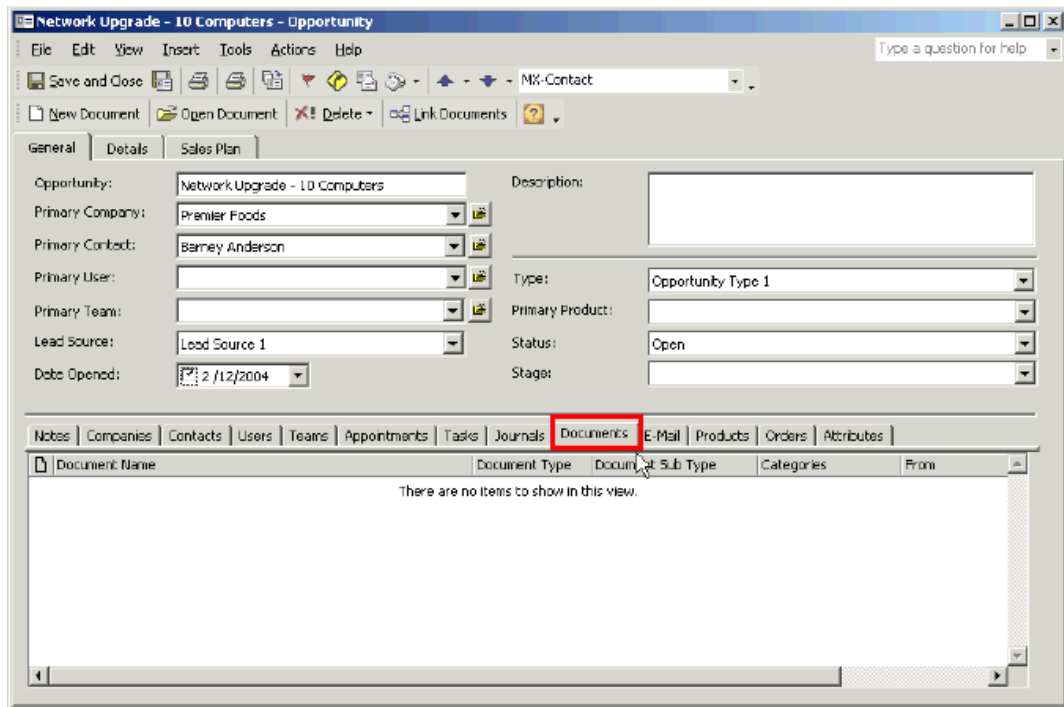 Network Upgrade - 10 Computers - Opportunity
File Edit View Insert Tools Actions Help Type a question for help
Save and Close MX-Contact
New Document Open Document Delete Link Documents
General Details Sales Plan
Opportunity: Network Upgrade - 10 Computers Description:
Primary Company: Premier Foods
Primary Contact: Barney Anderson
Primary User: Type: Opportunity Type 1
Primary Team: Primary Product:
Lead Source: Lead Source 1 Status: Open
Date Opened: 2 /12/2004 Stage:
Notes Companies Contacts Users Teams Appointments Tasks Journals Documents E-Mail Products Orders Attributes
Document Name Document Type Document Sub Type Categories From
There are no items to show in this view.